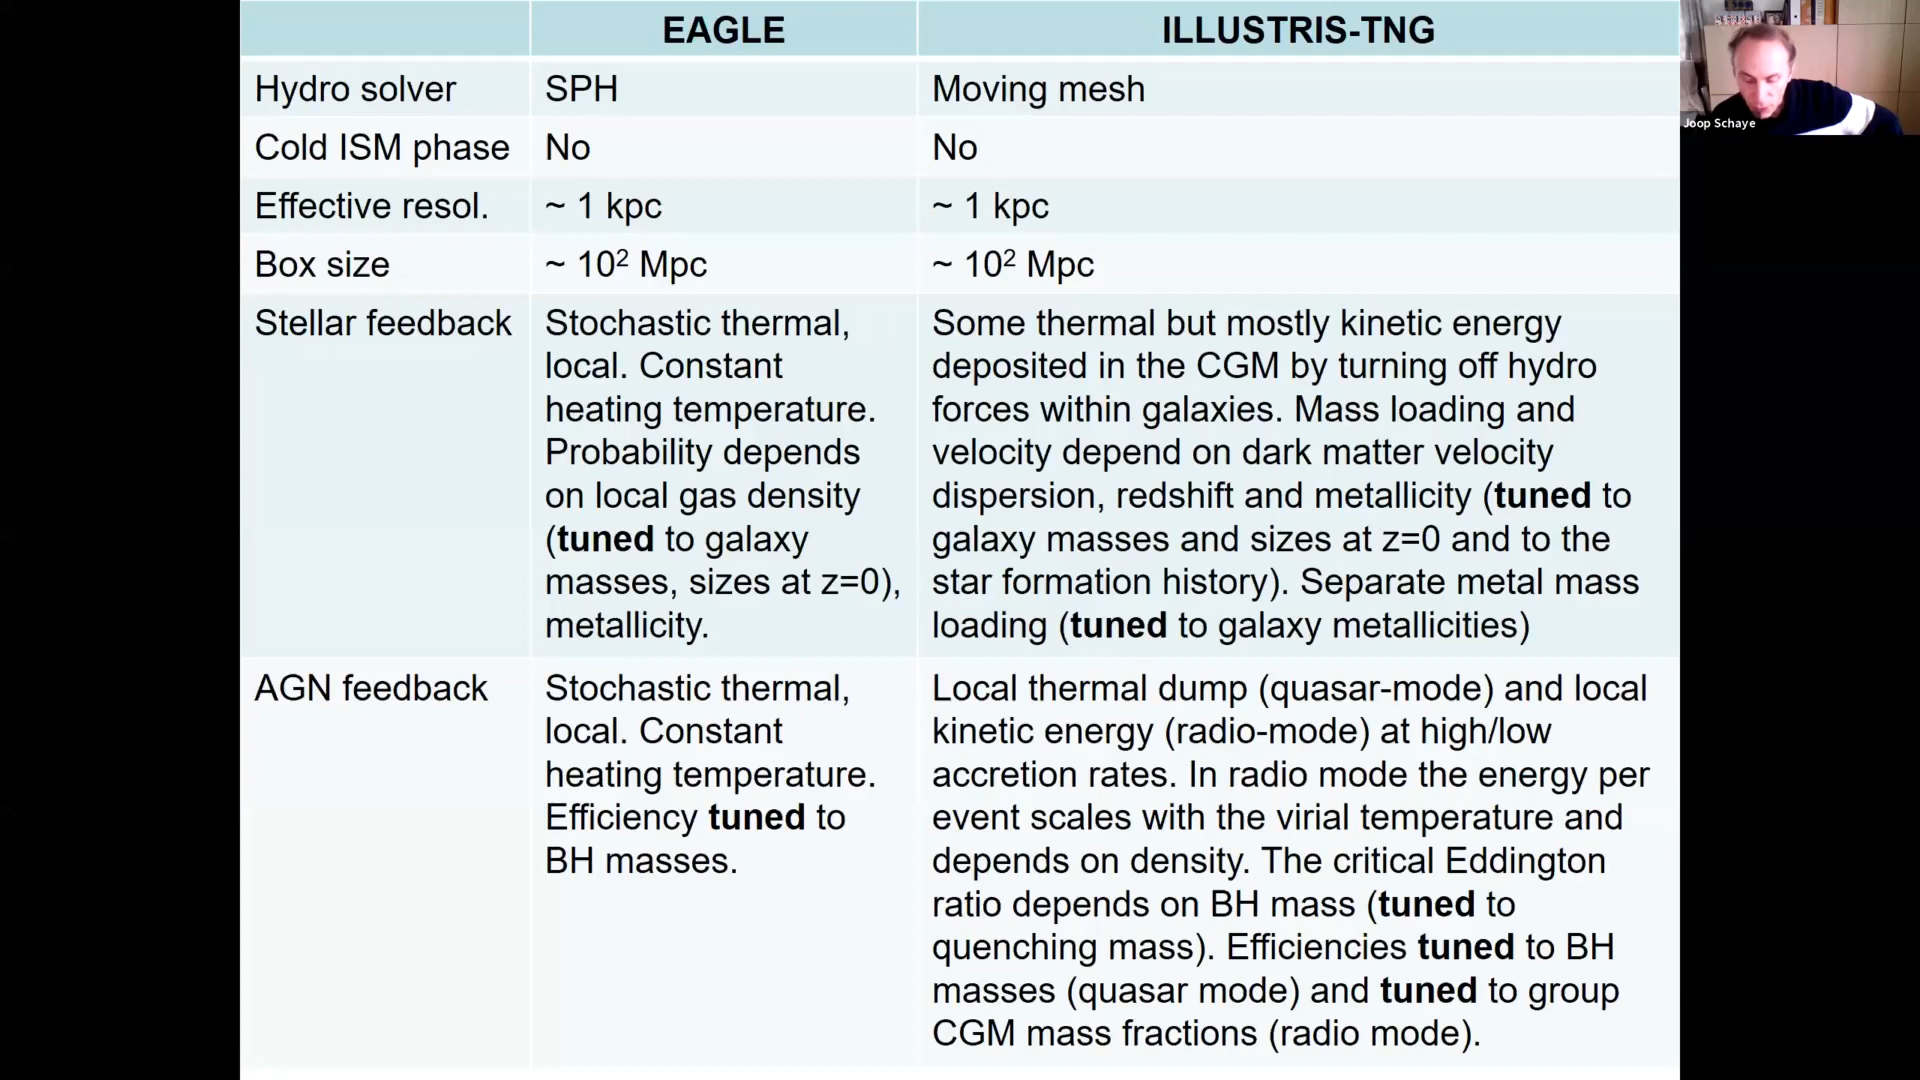 EAGLE
ILLUSTRIS-TNG
Hydro solver
SPH
Moving mesh
Cold ISM phase
No
No
Effective resol.
~ 1 kpc
~ 1 kpc
Box size
~ 10² Mpc
~ 10² Mpc
Stellar feedback
Stochastic thermal,
local. Constant
heating temperature.
Probability depends
on local gas density
(tuned to galaxy
masses, sizes at z=0),
metallicity.
Some thermal but mostly kinetic energy
deposited in the CGM by turning off hydro
forces within galaxies. Mass loading and
velocity depend on dark matter velocity
dispersion, redshift and metallicity (tuned to
galaxy masses and sizes at z=0 and to the
star formation history). Separate metal mass
loading (tuned to galaxy metallicities)
AGN feedback
Stochastic thermal,
local. Constant
heating temperature.
Efficiency tuned to
BH masses.
Local thermal dump (quasar-mode) and local
kinetic energy (radio-mode) at high/low
accretion rates. In radio mode the energy per
event scales with the virial temperature and
depends on density. The critical Eddington
ratio depends on BH mass (tuned to
quenching mass). Efficiencies tuned to BH
masses (quasar mode) and tuned to group
CGM mass fractions (radio mode).
Joop Schaye